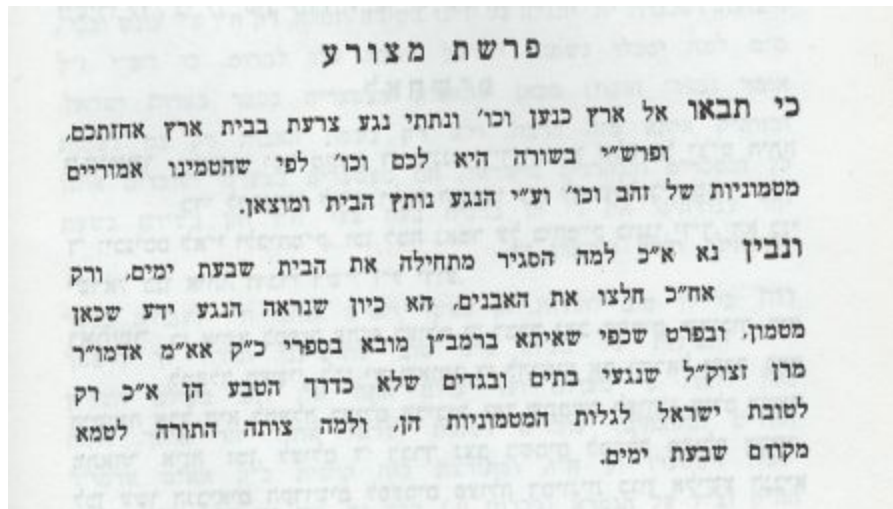 פרשת מצורע
כי תבאו אל ארץ כנען וכו׳ ונתתי נגע צרעת בבית ארץ אחזתכם,
ופרש״י בשורה היא לכם וכו׳ לפי שהטמינו אמוריים
מטמוניות של זהב וכו׳ וע״י הנגע נותץ הבית ומוצאן.
ונבין נא א״כ למה הסגיר מתחילה את הבית שבעת ימים, ורק
אח״כ חלצו את האבנים, הא כיון שנראה הנגע ידע שכאן
מטמון, ובפרט שכפי שאיתא ברמב״ן מובא בספרי כ״ק אא״מ אדמו״ר
מרן זצוק״ל שנגעי בתים ובגדים שלא כדרך הטבע הן א״כ רק
לטובת ישראל לגלות המטמוניות הן, ולמה צותה התורה לטמא
מקודם שבעת ימים.